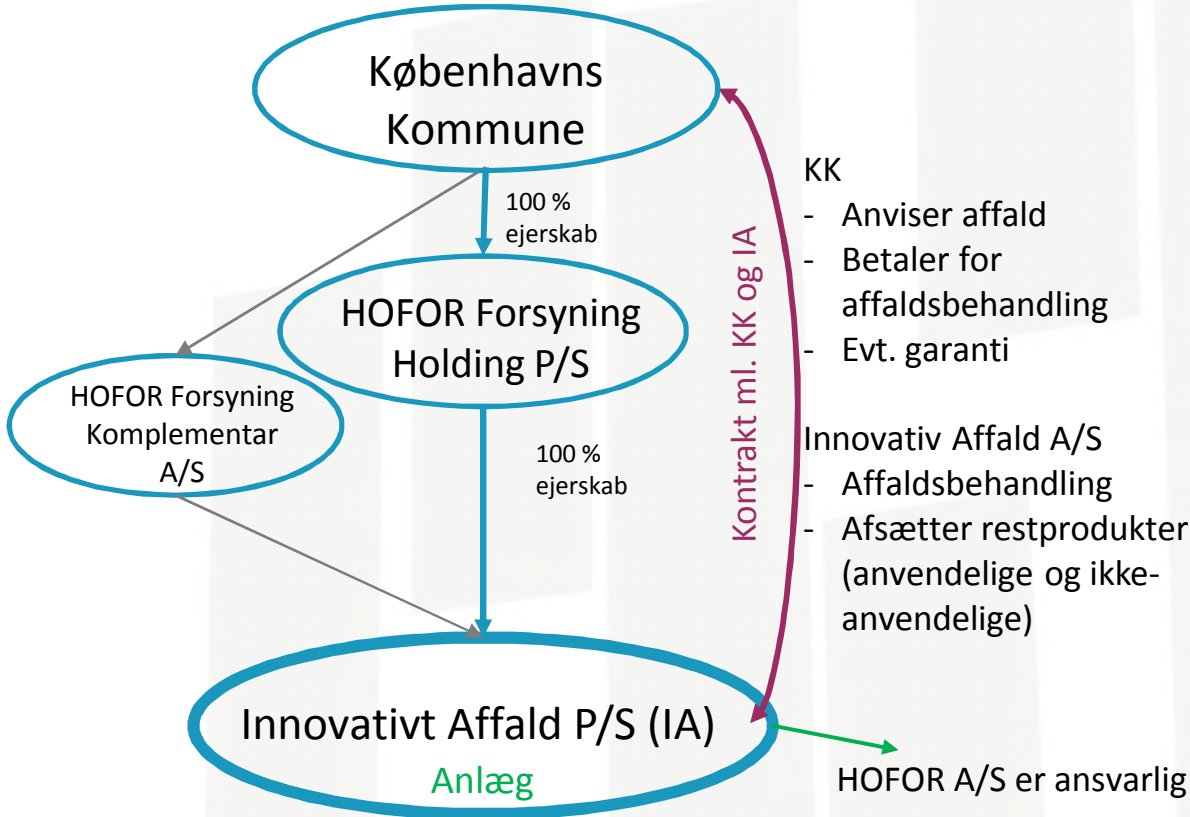 Københavns
Kommune
100 %
ejerskab
HOFOR Forsyning
Holding P/S
HOFOR Forsyning
Komplementar
A/S
100 %
ejerskab
Kontrakt ml. KK og IA
KK
- Anviser affald
- Betaler for
affaldsbehandling
- Evt. garanti
Innovativ Affald A/S
- Affaldsbehandling
- Afsætter restprodukter
(anvendelige og ikke-
anvendelige)
Innovativt Affald P/S (IA)
Anlæg
HOFOR A/S er ansvarlig